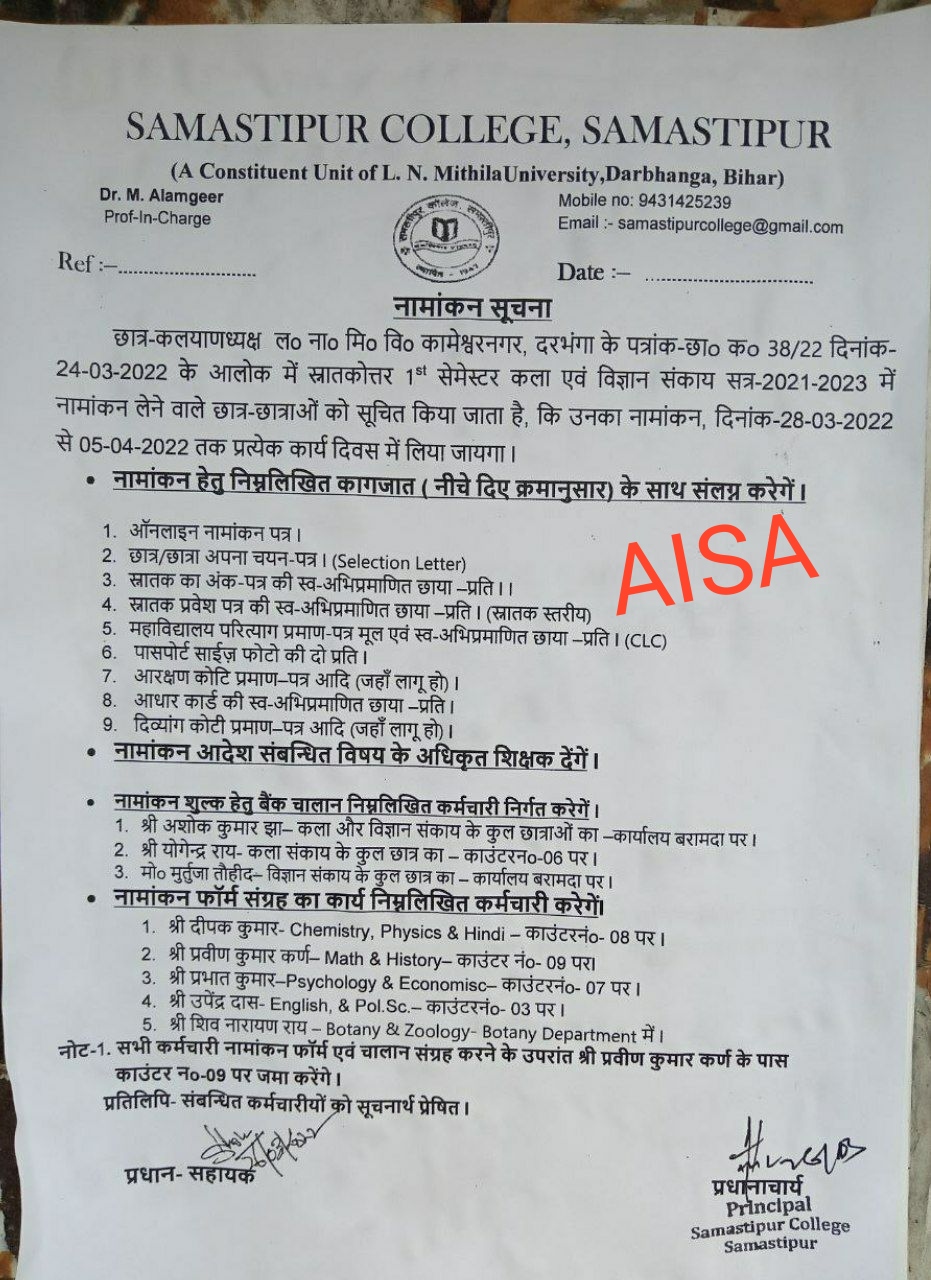 SAMASTIPUR COLLEGE, SAMASTIPUR
(A Constituent Unit of L. N. MithilaUniversity,Darbhanga, Bihar)
Dr. M. Alamgeer
Prof-In-Charge
Mobile no: 9431425239
Email :- samastipurcollege@gmail.com
समस्तीपुर कॉलेज, समस्तीपुर
स्थापित - 1947
Ref :–..............................
Date :– ....................................
नामांकन सूचना
छात्र-कलयाणध्यक्ष ल० ना० मि० वि० कामेश्वरनगर, दरभंगा के पत्रांक-छा० क० 38/22 दिनांक-
24-03-2022 के आलोक में स्नातकोत्तर 1st सेमेस्टर कला एवं विज्ञान संकाय सत्र-2021-2023 में
नामांकन लेने वाले छात्र-छात्राओं को सूचित किया जाता है, कि उनका नामांकन, दिनांक-28-03-2022
से 05-04-2022 तक प्रत्येक कार्य दिवस में लिया जायगा।
• नामांकन हेतु निम्नलिखित कागजात ( नीचे दिए क्रमानुसार) के साथ संलग्न करेगें।
1. ऑनलाइन नामांकन पत्र।
2. छात्र/छात्रा अपना चयन-पत्र। (Selection Letter)
3. स्नातक का अंक-पत्र की स्व-अभिप्रमाणित छाया –प्रति।।
4. स्नातक प्रवेश पत्र की स्व-अभिप्रमाणित छाया –प्रति। (स्नातक स्तरीय)
5. महाविद्यालय परित्याग प्रमाण-पत्र मूल एवं स्व-अभिप्रमाणित छाया –प्रति। (CLC)
6. पासपोर्ट साईज़ फोटो की दो प्रति।
7. आरक्षण कोटि प्रमाण–पत्र आदि (जहाँ लागू हो)।
8. आधार कार्ड की स्व-अभिप्रमाणित छाया –प्रति।
9. दिव्यांग कोटी प्रमाण–पत्र आदि (जहाँ लागू हो)।
AISA
• नामांकन आदेश संबन्धित विषय के अधिकृत शिक्षक देंगें।
• नामांकन शुल्क हेतु बैंक चालान निम्नलिखित कर्मचारी निर्गत करेगें।
1. श्री अशोक कुमार झा– कला और विज्ञान संकाय के कुल छात्राओं का –कार्यालय बरामदा पर।
2. श्री योगेन्द्र राय- कला संकाय के कुल छात्र का – काउंटरन०-06 पर।
3. मो० मुर्तुजा तौहीद– विज्ञान संकाय के कुल छात्र का – कार्यालय बरामदा पर।
• नामांकन फॉर्म संग्रह का कार्य निम्नलिखित कर्मचारी करेगें।
1. श्री दीपक कुमार- Chemistry, Physics & Hindi – काउंटरनं०- 08 पर।
2. श्री प्रवीण कुमार कर्ण– Math & History– काउंटर नं०- 09 पर।
3. श्री प्रभात कुमार–Psychology & Economisc– काउंटरनं०- 07 पर।
4. श्री उपेंद्र दास- English, & Pol.Sc.– काउंटरनं०- 03 पर।
5. श्री शिव नारायण राय – Botany & Zoology- Botany Department में।
नोट-1. सभी कर्मचारी नामांकन फॉर्म एवं चालान संग्रह करने के उपरांत श्री प्रवीण कुमार कर्ण के पास
काउंटर न०-09 पर जमा करेंगे।
प्रतिलिपि- संबन्धित कर्मचारीयों को सूचनार्थ प्रेषित।
प्रधान- सहायक
प्रधानाचार्य
Principal
Samastipur College
Samastipur